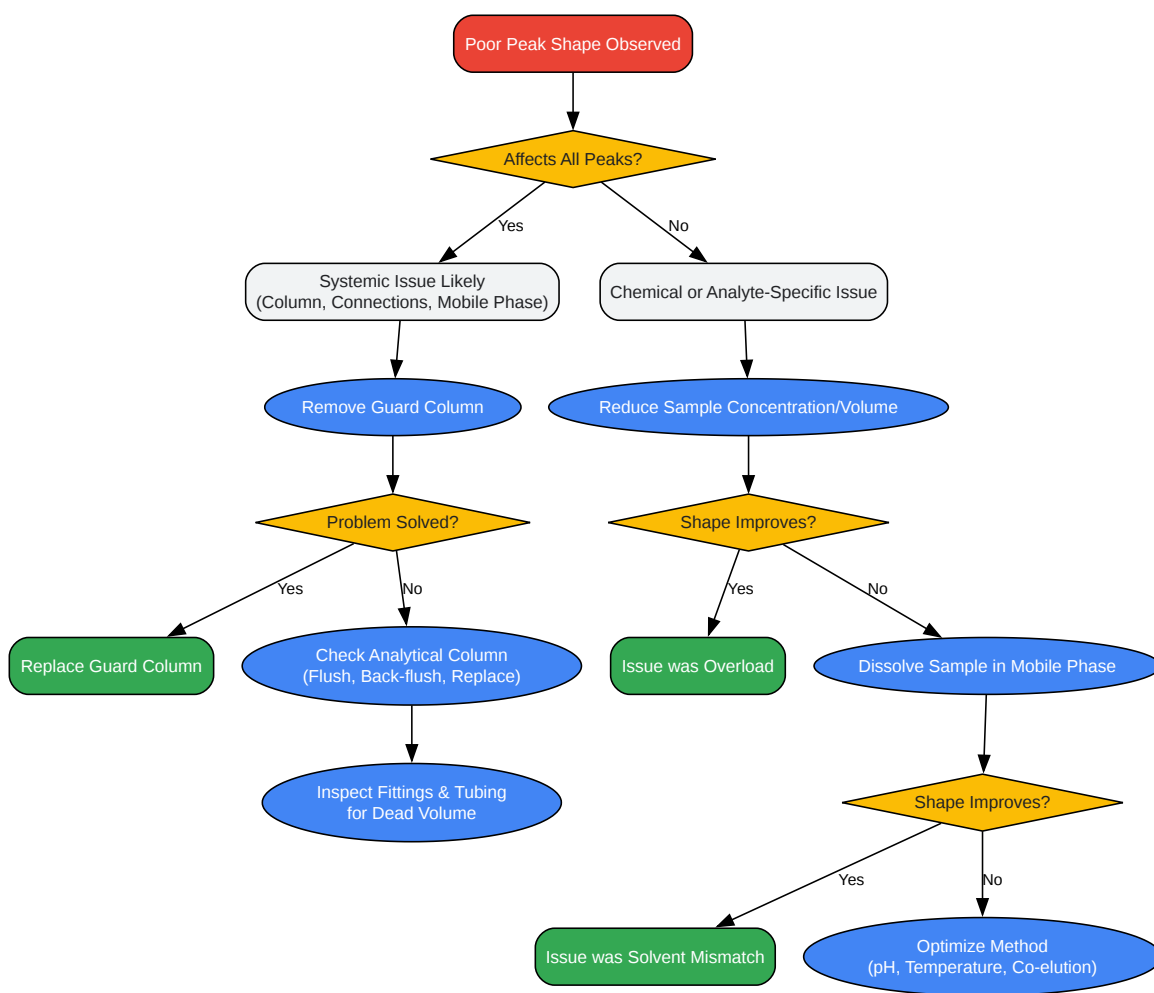 Poor Peak Shape Observed
Affects All Peaks?
Yes
No
Systemic Issue Likely
(Column, Connections, Mobile Phase)
Chemical or Analyte-Specific Issue
Remove Guard Column
Reduce Sample Concentration/Volume
Problem Solved?
Shape Improves?
Yes
No
Yes
No
Replace Guard Column
Check Analytical Column
(Flush, Back-flush, Replace)
Issue was Overload
Dissolve Sample in Mobile Phase
Inspect Fittings & Tubing
for Dead Volume
Shape Improves?
Yes
No
Issue was Solvent Mismatch
Optimize Method
(pH, Temperature, Co-elution)